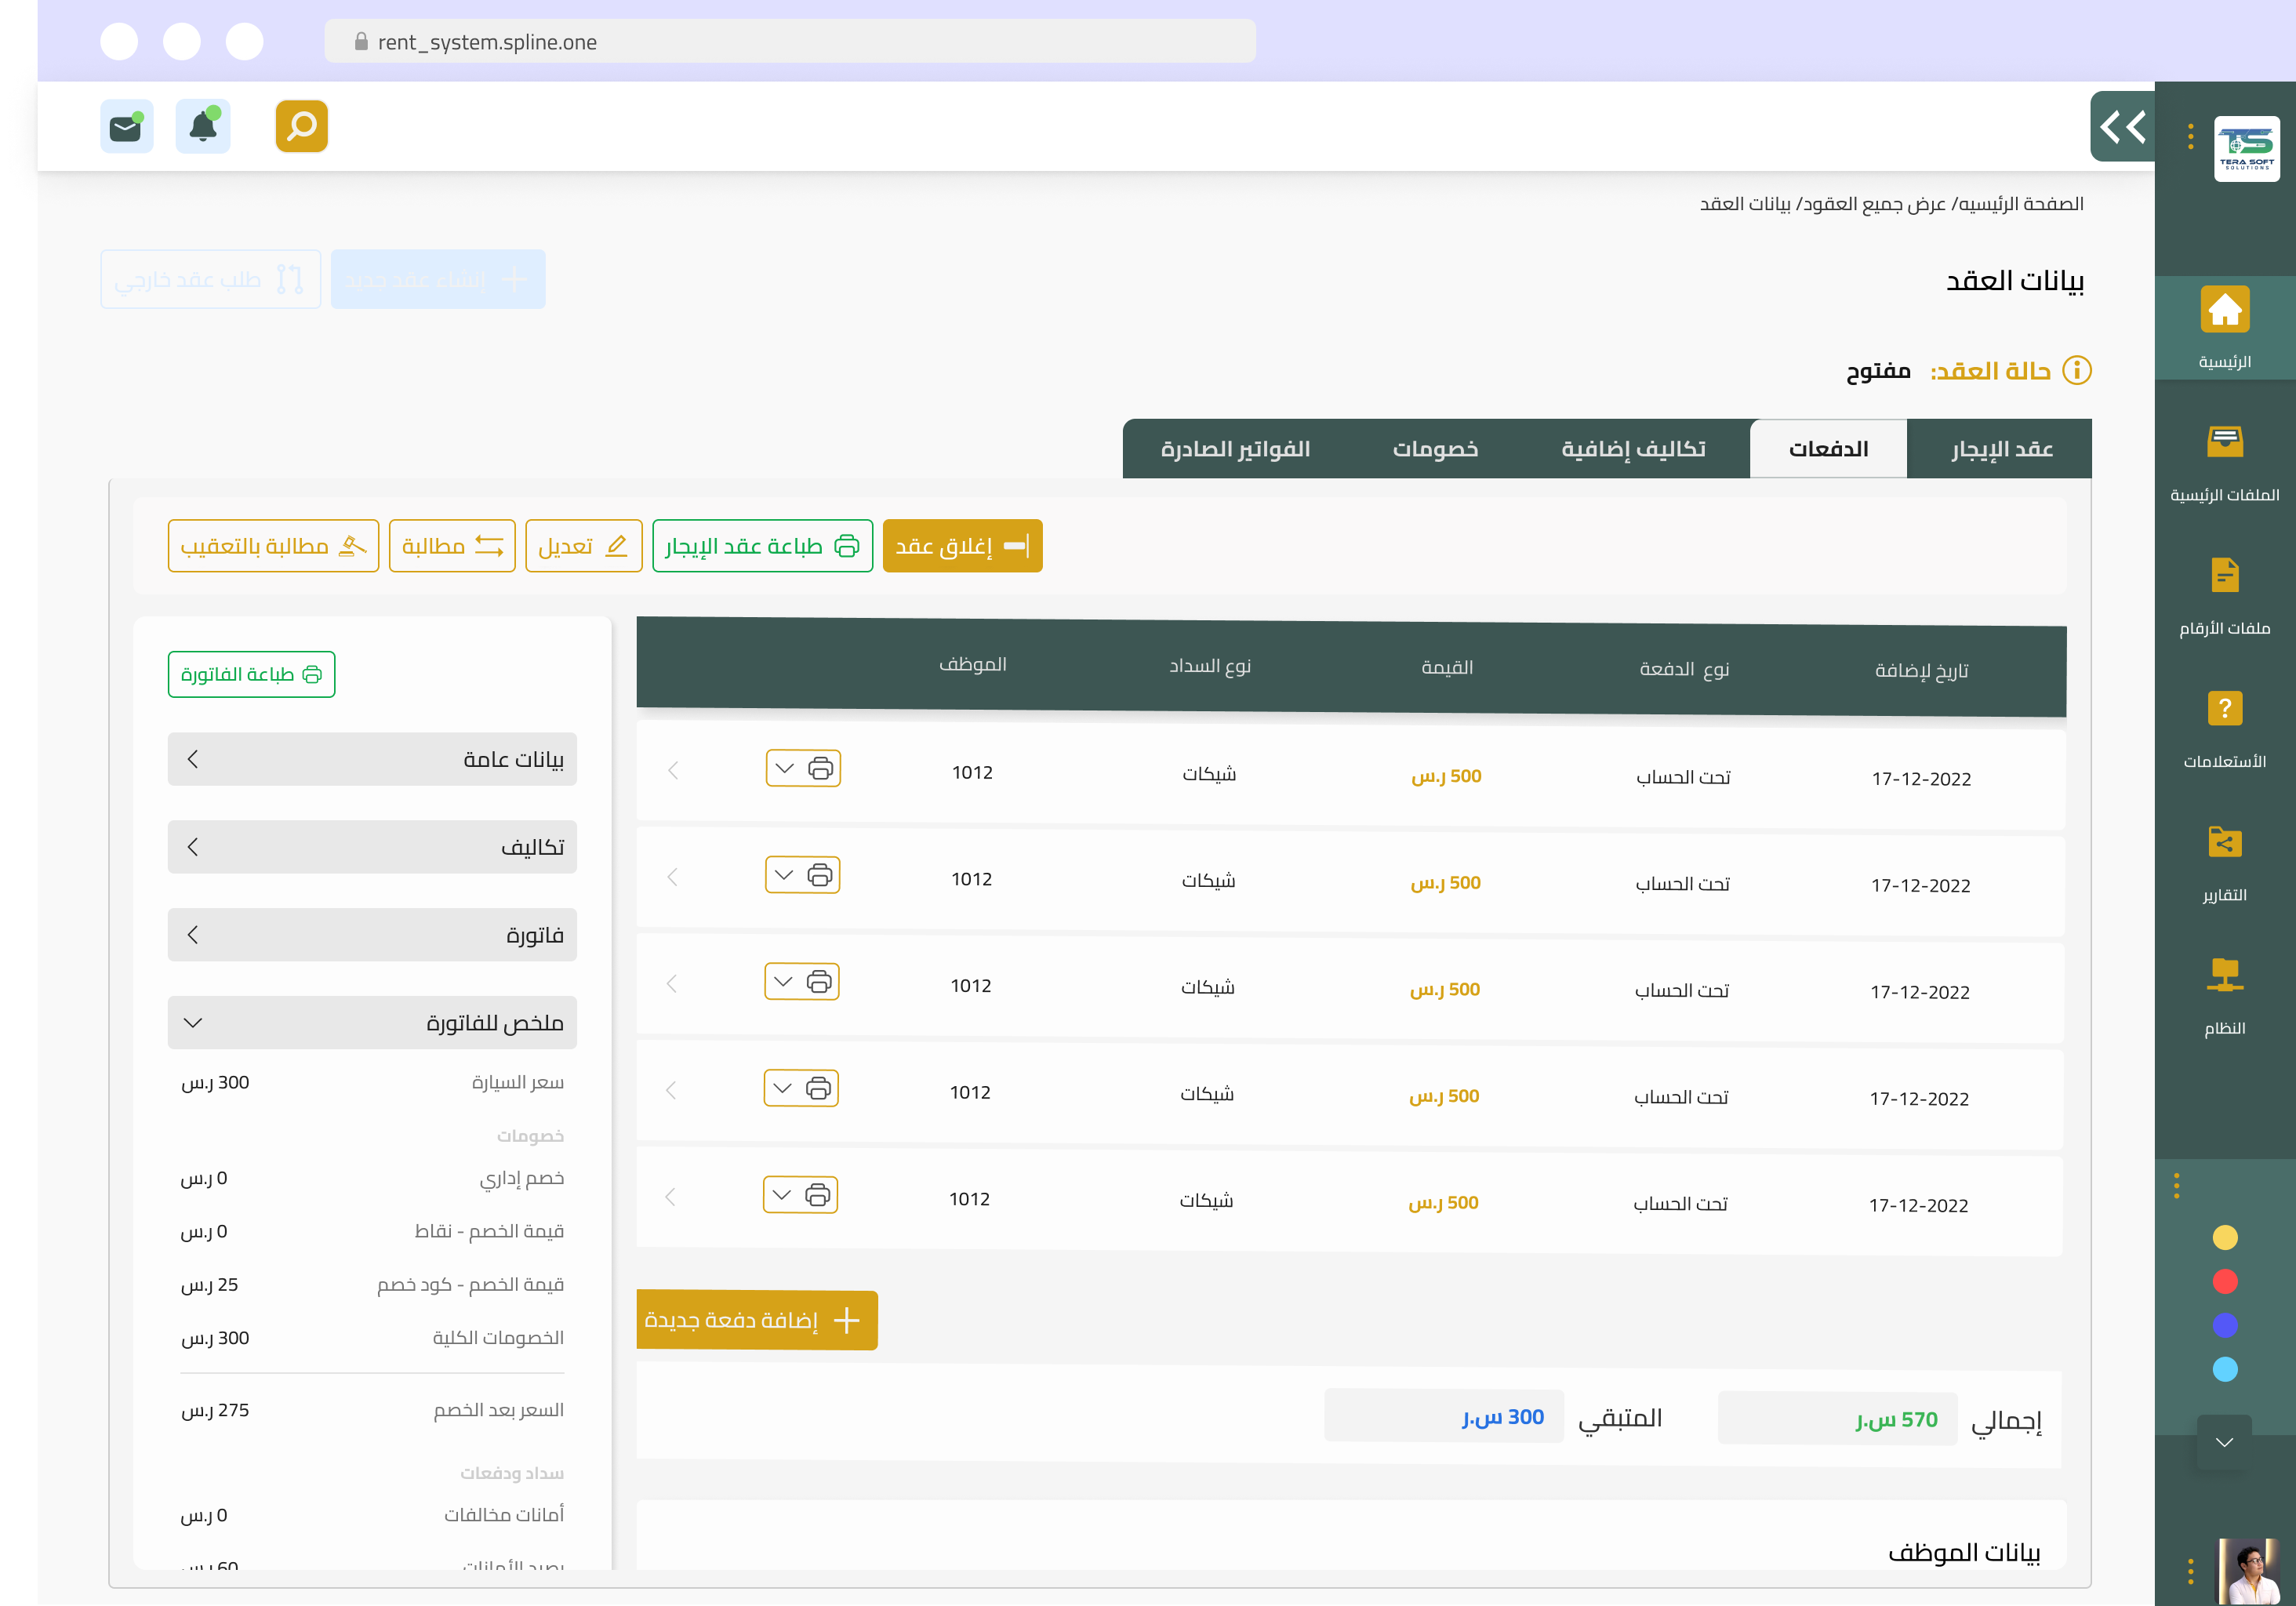 rent_system.spline.one
TS
TERA SOFT
SOLUTIONS
الصفحة الرئيسيه/ عرض جميع العقود/ بيانات العقد
بيانات العقد
إنشاء عقد جديد
طلب عقد خارجي
حالة العقد: مفتوح
عقد الإيجار
الدفعات
تكاليف إضافية
خصومات
الفواتير الصادرة
إغلاق عقد
طباعة عقد الإيجار
تعديل
مطالبة
مطالبة بالتعقيب
تاريخ لإضافة نوع الدفعة القيمة نوع السداد الموظف
17-12-2022 تحت الحساب 500 ر.س شيكات 1012
17-12-2022 تحت الحساب 500 ر.س شيكات 1012
17-12-2022 تحت الحساب 500 ر.س شيكات 1012
17-12-2022 تحت الحساب 500 ر.س شيكات 1012
17-12-2022 تحت الحساب 500 ر.س شيكات 1012
إضافة دفعة جديدة
إجمالي 570 س.ر المتبقي 300 س.ر
بيانات الموظف
طباعة الفاتورة
بيانات عامة
تكاليف
فاتورة
ملخص للفاتورة
سعر السيارة 300 ر.س
خصومات
خصم إداري 0 ر.س
قيمة الخصم - نقاط 0 ر.س
قيمة الخصم - كود خصم 25 ر.س
الخصومات الكلية 300 ر.س
السعر بعد الخصم 275 ر.س
سداد ودفعات
أمانات مخالفات 0 ر.س
الرئيسية
الملفات الرئيسية
ملفات الأرقام
?
الأستعلامات
التقارير
النظام